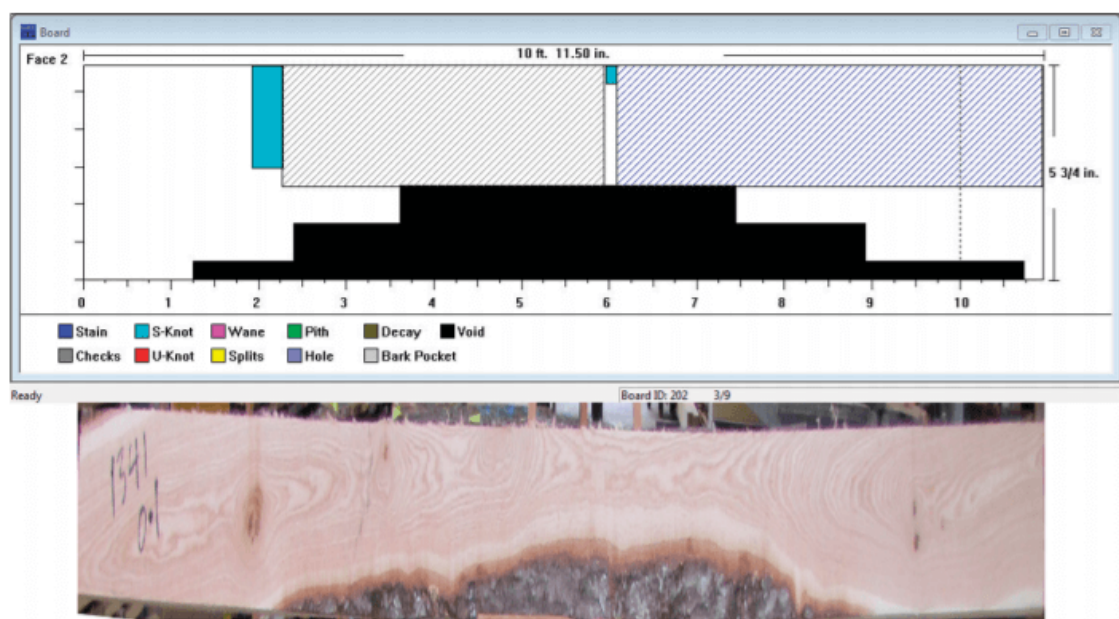 Board
Face 2
10 ft. 11.50 in.
5 3/4 in.
0 1 2 3 4 5 6 7 8 9 10
Stain S-Knot Wane Pith Decay Void
Checks U-Knot Splits Hole Bark Pocket
Ready Board ID: 202 3/9
1341
0.1